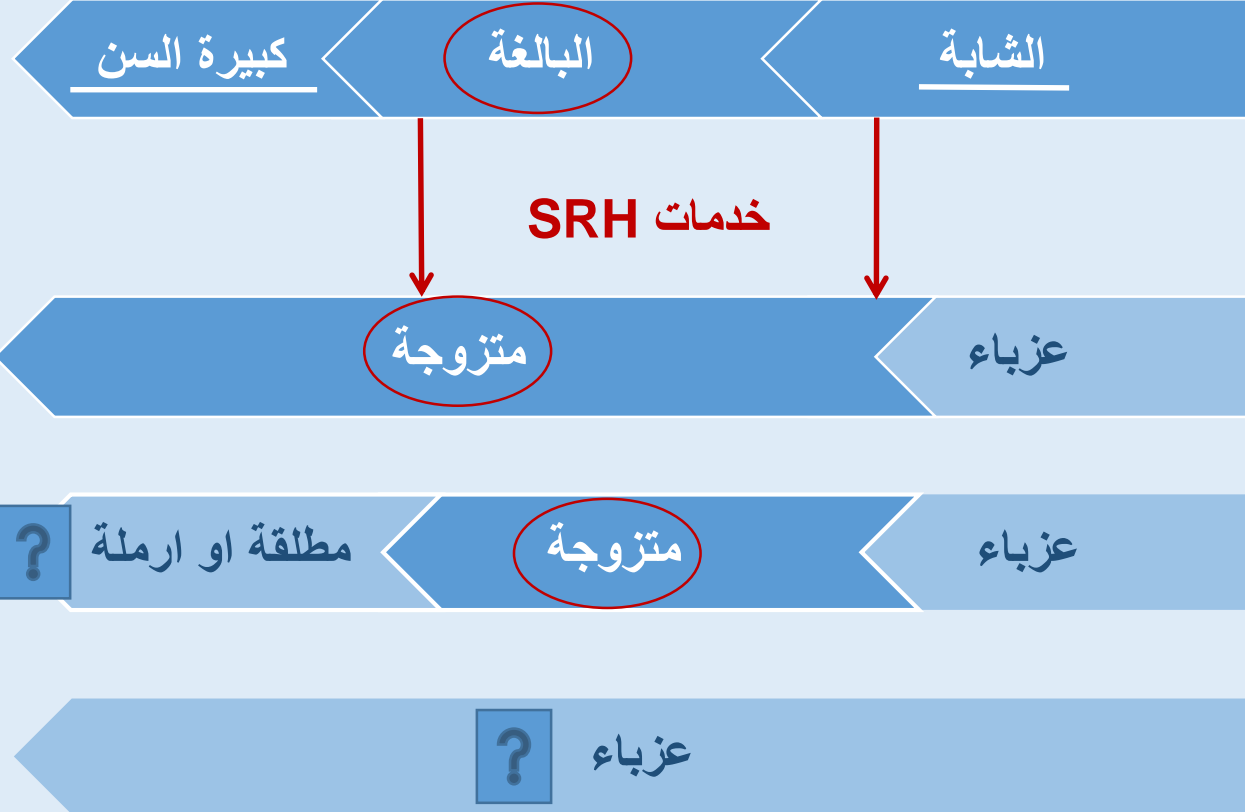 الشابة
البالغة
كبيرة السن
خدمات SRH
عزباء
متزوجة
عزباء
متزوجة
مطلقة او ارملة
?
عزباء
?